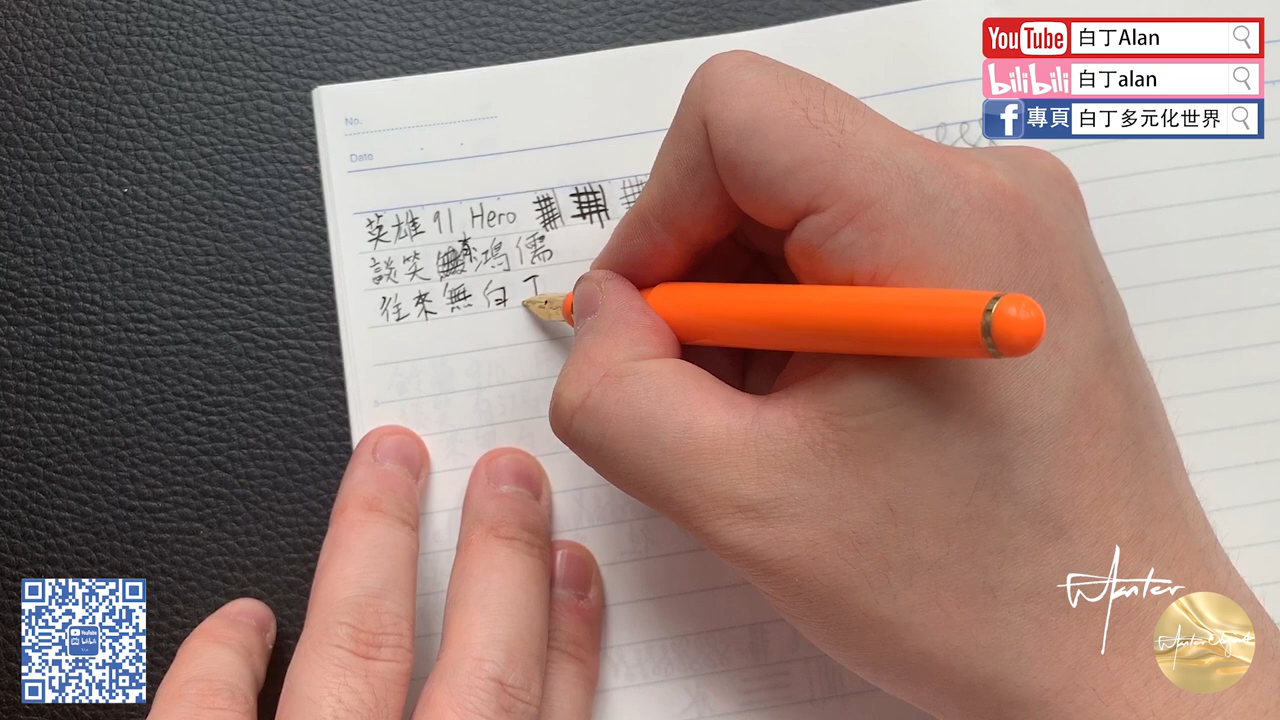 YouTube 白丁Alan
bilibili 白丁alan
f 專頁 白丁多元化世界
No.
Date
英雄 91 Hero
談笑 鴻儒
往來無白丁